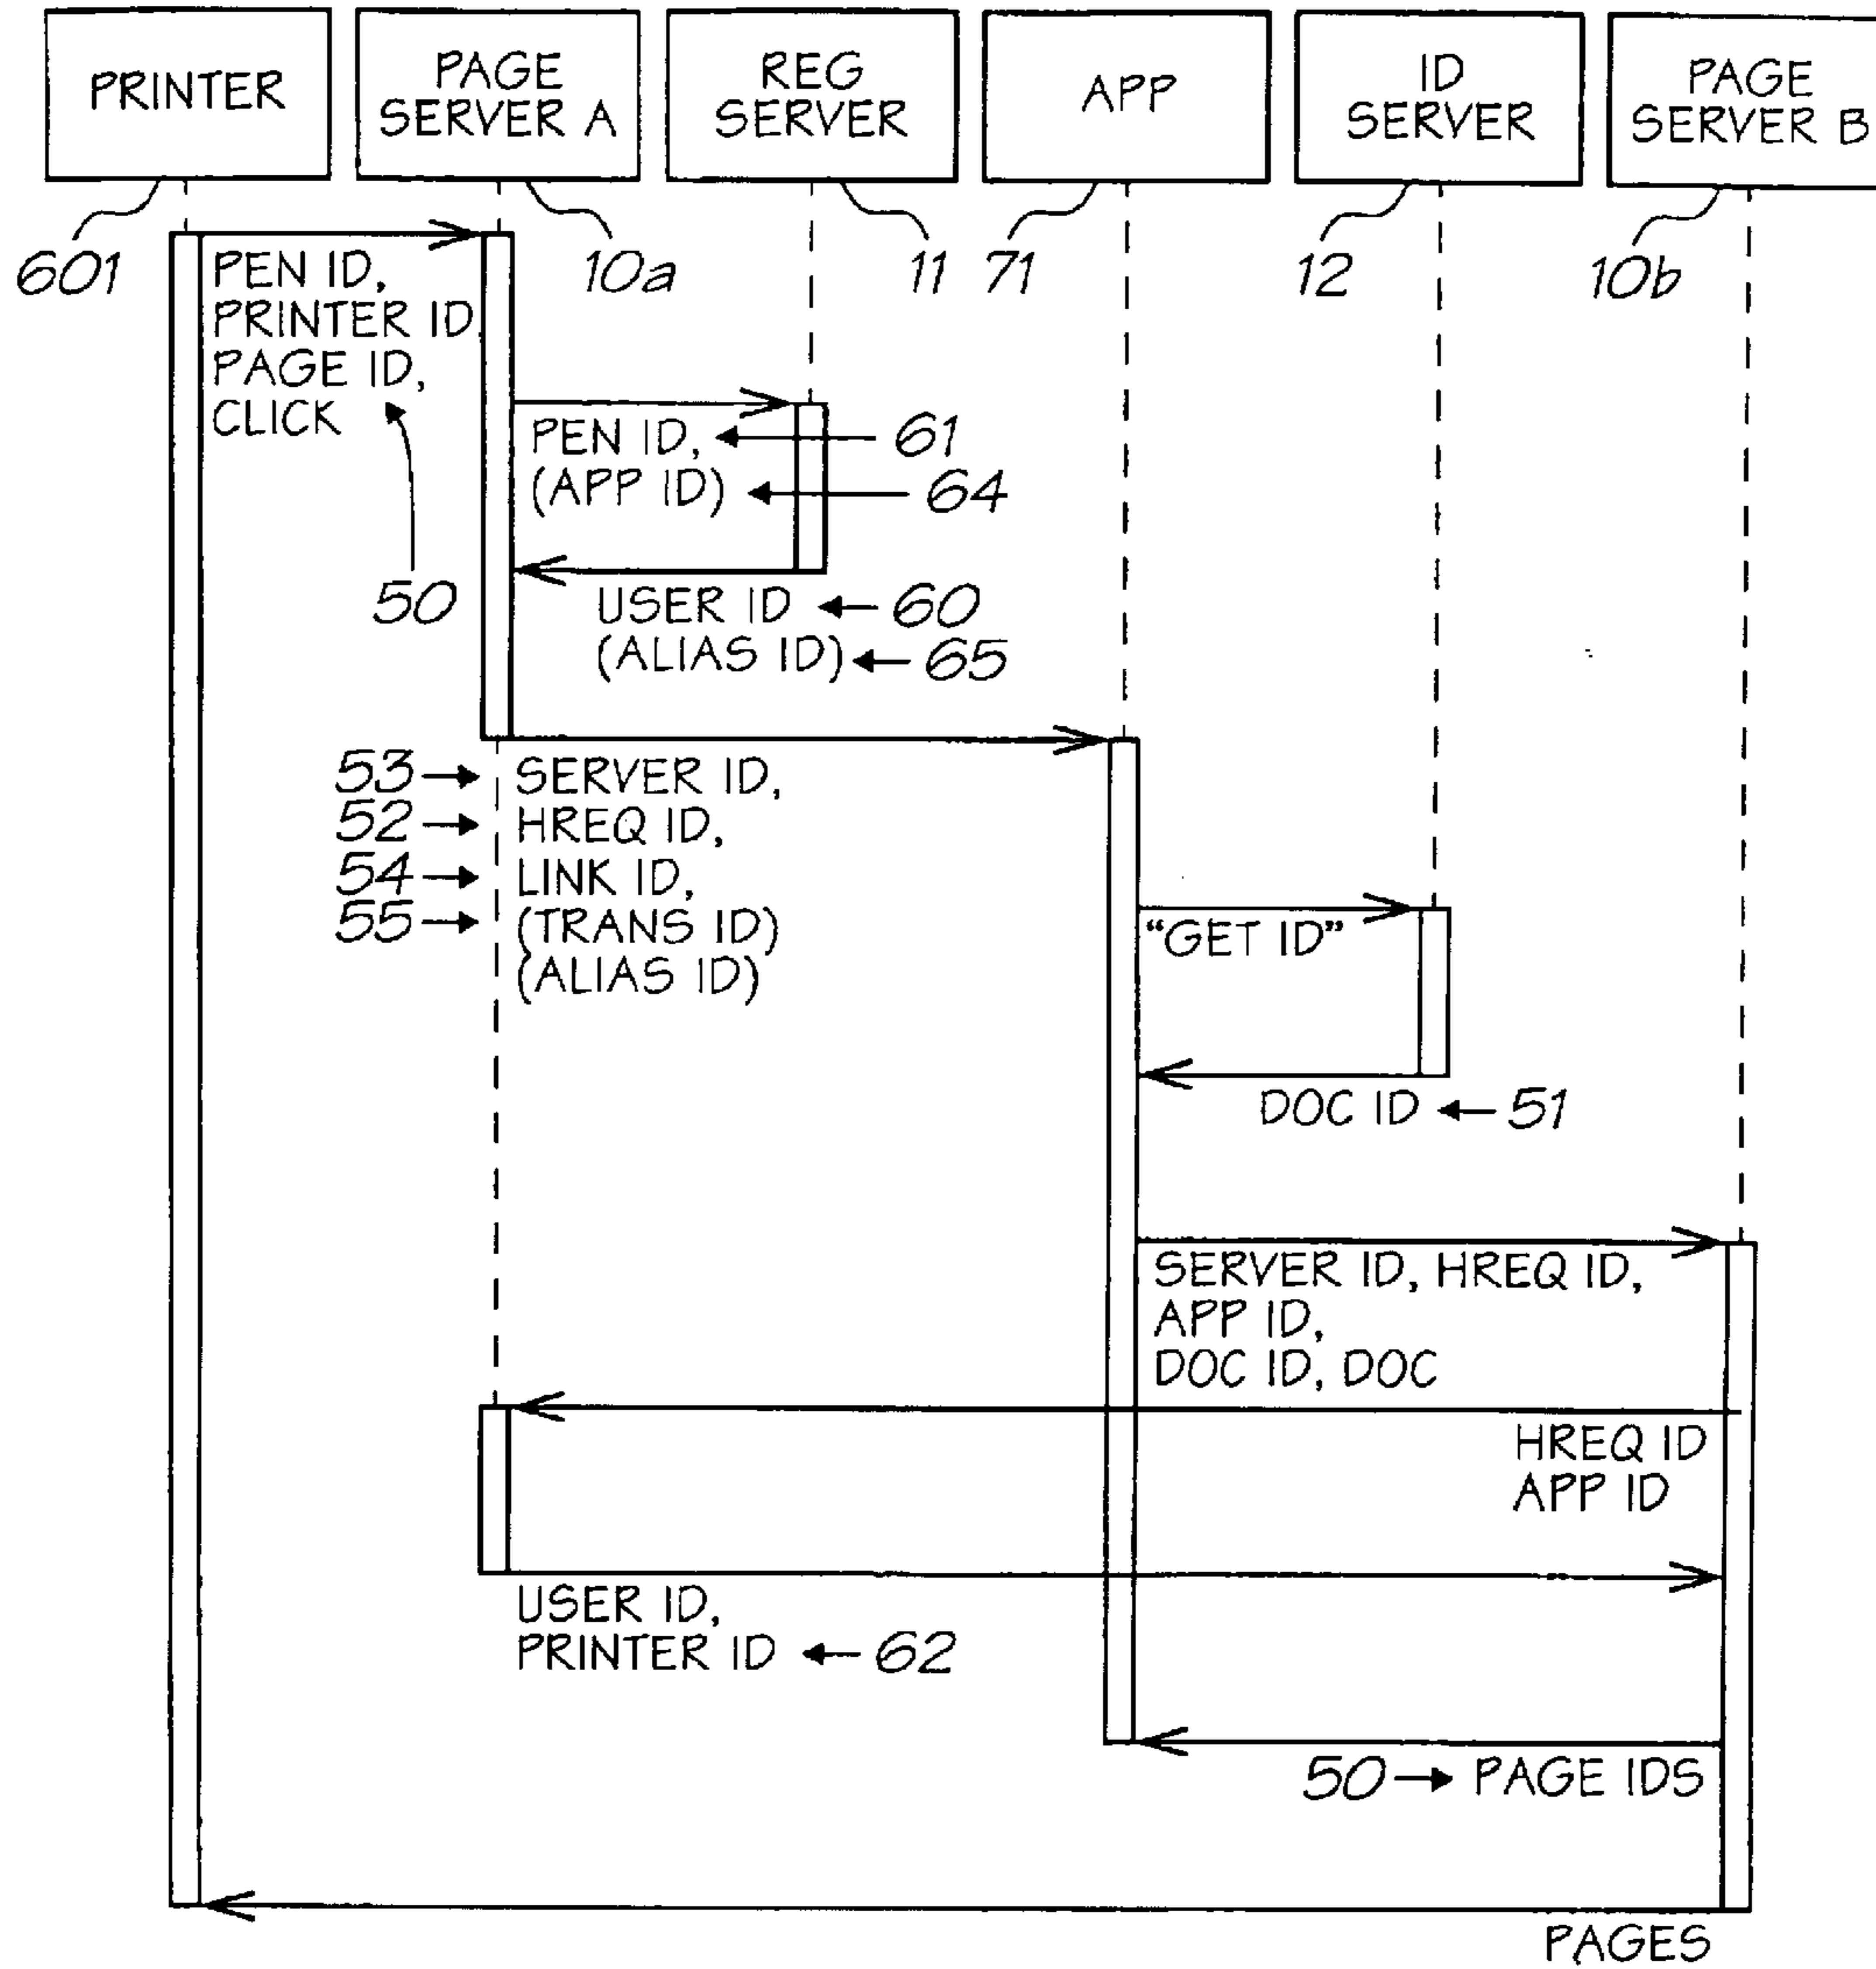 PRINTER
PAGE
SERVER A
REG
SERVER
APP
ID
SERVER
PAGE
SERVER B
601
10a
11
71
12
10b
PEN ID,
PRINTER ID
PAGE ID,
CLICK
50
PEN ID,
61
(APP ID)
64
USER ID
60
(ALIAS ID)
65
53
SERVER ID,
52
HREQ ID,
54
LINK ID,
55
(TRANS ID)
(ALIAS ID)
“GET ID”
DOC ID
51
SERVER ID, HREQ ID,
APP ID,
DOC ID, DOC
HREQ ID
APP ID
USER ID,
PRINTER ID
62
50
PAGE IDS
PAGES